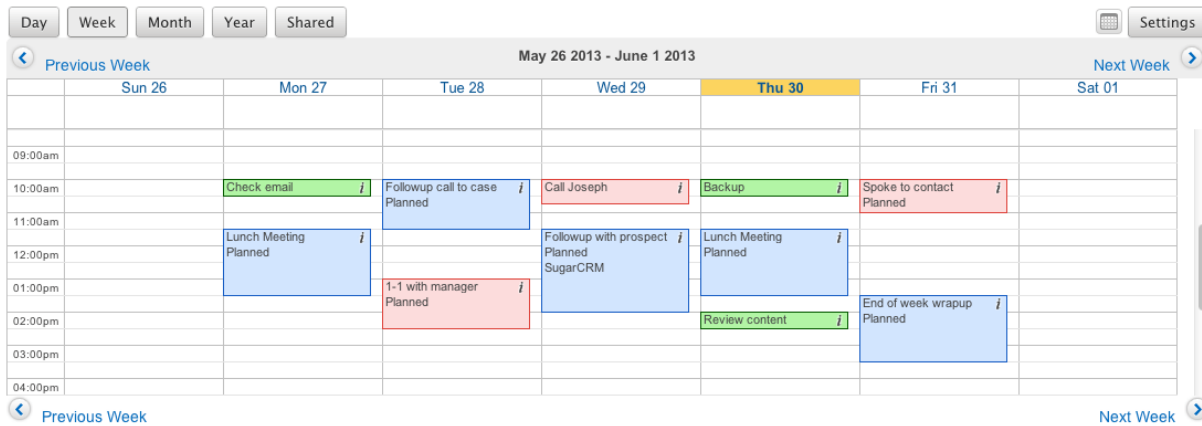 Day Week Month Year Shared Settings
Previous Week May 26 2013 - June 1 2013 Next Week
Sun 26 Mon 27 Tue 28 Wed 29 Thu 30 Fri 31 Sat 01
09:00am
10:00am
Check email i
Followup call to case i
Planned
Call Joseph i
Backup i
Spoke to contact i
Planned
11:00am
Lunch Meeting i
Planned
Followup with prospect i
Planned
SugarCRM
Lunch Meeting i
Planned
12:00pm
01:00pm
1-1 with manager i
Planned
End of week wrapup i
Planned
02:00pm
Review content i
03:00pm
04:00pm
Previous Week Next Week